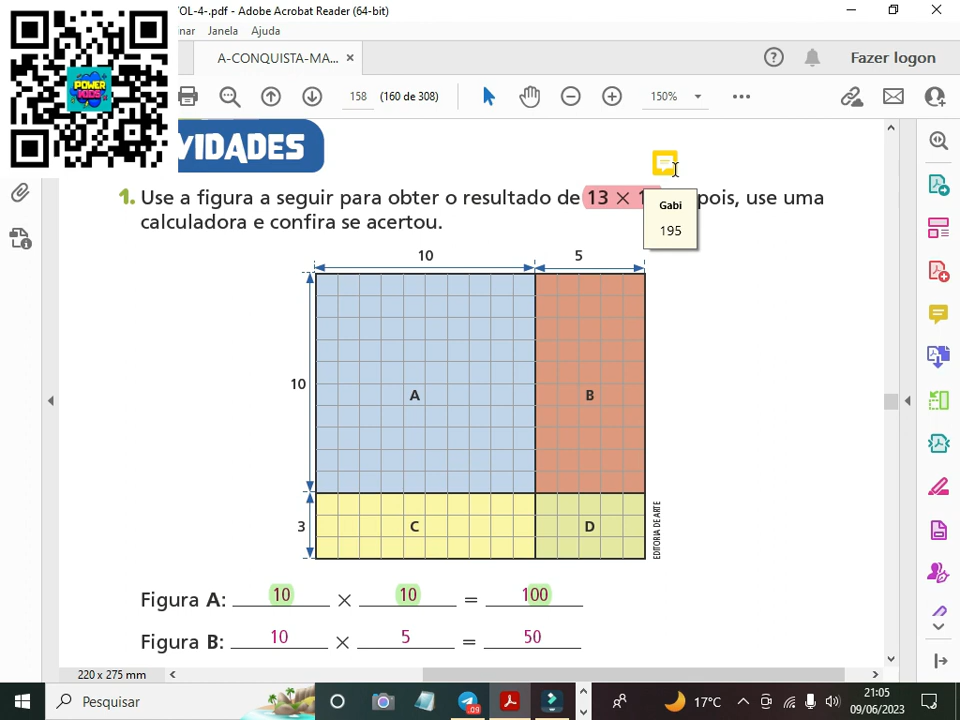 OL-4-.pdf - Adobe Acrobat Reader (64-bit)
Janela Ajuda
A-CONQUISTA-MA...
Fazer logon
158 (160 de 308)
150%
POWER
KIDS
VIDADES
1. Use a figura a seguir para obter o resultado de 13 × pois, use uma
calculadora e confira se acertou.
Gabi
195
10 5
10
A B
3
C D
EDITORIA DE ARTE
Figura A: 10 × 10 = 100
Figura B: 10 × 5 = 50
220 x 275 mm
Pesquisar
09
17°C
21:05
09/06/2023